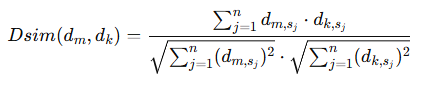 $Dsim(d_m, d_k) = \frac{\sum_{j=1}^{n} d_{m,s_j} \cdot d_{k,s_j}}{\sqrt{\sum_{j=1}^{n} (d_{m,s_j})^2} \cdot \sqrt{\sum_{j=1}^{n} (d_{k,s_j})^2}}$